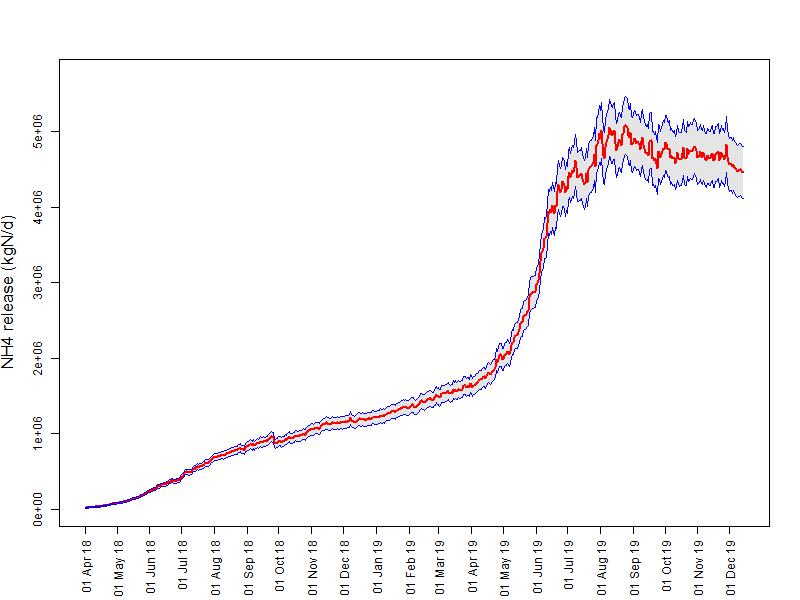 NH4 release (kgN/d)
5e+06
4e+06
3e+06
2e+06
1e+06
0e+00
01 Apr 18
01 May 18
01 Jun 18
01 Jul 18
01 Aug 18
01 Sep 18
01 Oct 18
01 Nov 18
01 Dec 18
01 Jan 19
01 Feb 19
01 Mar 19
01 Apr 19
01 May 19
01 Jun 19
01 Jul 19
01 Aug 19
01 Sep 19
01 Oct 19
01 Nov 19
01 Dec 19